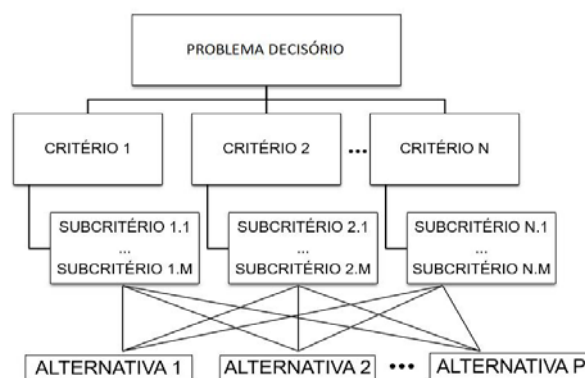 PROBLEMA DECISÓRIO
CRITÉRIO 1
CRITÉRIO 2
...
CRITÉRIO N
SUBCRITÉRIO 1.1
...
SUBCRITÉRIO 1.M
SUBCRITÉRIO 2.1
...
SUBCRITÉRIO 2.M
SUBCRITÉRIO N.1
...
SUBCRITÉRIO N.M
ALTERNATIVA 1
ALTERNATIVA 2
...
ALTERNATIVA P